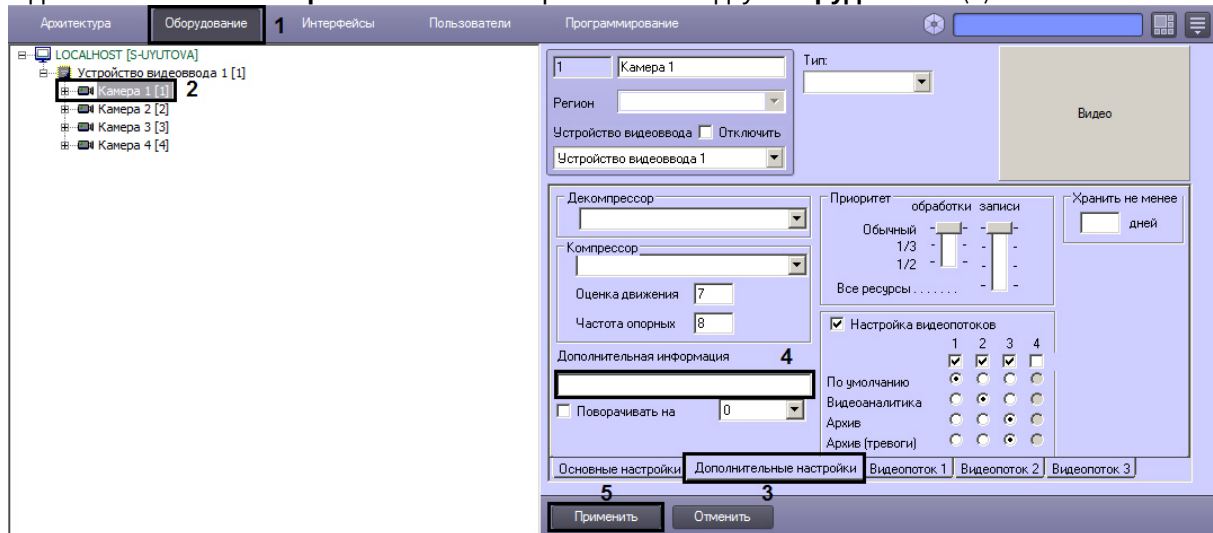 Архитектура Оборудование 1 Интерфейсы Пользователи Программирование
LOCALHOST [S-UYUTOVA]
Устройство видеоввода 1 [1]
Камера 1 [1] 2
Камера 2 [2]
Камера 3 [3]
Камера 4 [4]
1 Камера 1
Тип:
Регион
Устройство видеоввода Отключить
Устройство видеоввода 1
Видео
Декомпрессор
Компрессор
Оценка движения 7
Частота опорных 8
Дополнительная информация 4
Поворачивать на 0
Приоритет обработки записи
Обычный
1/3
1/2
Все ресурсы . . . . . . .
Хранить не менее
дней
Настройка видеопотоков
1 2 3 4
По умолчанию
Видеоаналитика
Архив
Архив (тревоги)
Основные настройки Дополнительные настройки Видеопоток 1 Видеопоток 2 Видеопоток 3
5 3
Применить Отменить